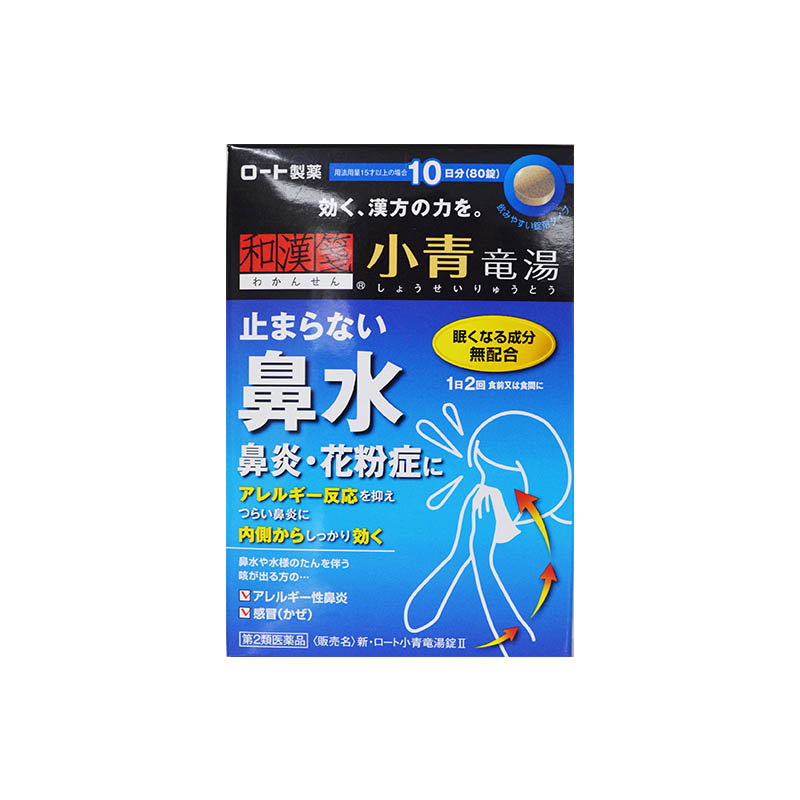 ロート製薬
用法用量15才以上の場合 10日分(80錠)
飲みやすい錠剤タイプ
効く、漢方の力を。
和漢箋 小青竜湯
わかんせん ® しょうせいりゅうとう
止まらない
鼻水
眠くなる成分
無配合
1日2回 食前又は食間に
鼻炎・花粉症に
アレルギー反応を抑え
つらい鼻炎に
内側からしっかり効く
鼻水や水様のたんを伴う
咳が出る方の…
アレルギー性鼻炎
感冒(かぜ)
第2類医薬品 〈販売名〉新・ロート小青竜湯錠Ⅱ